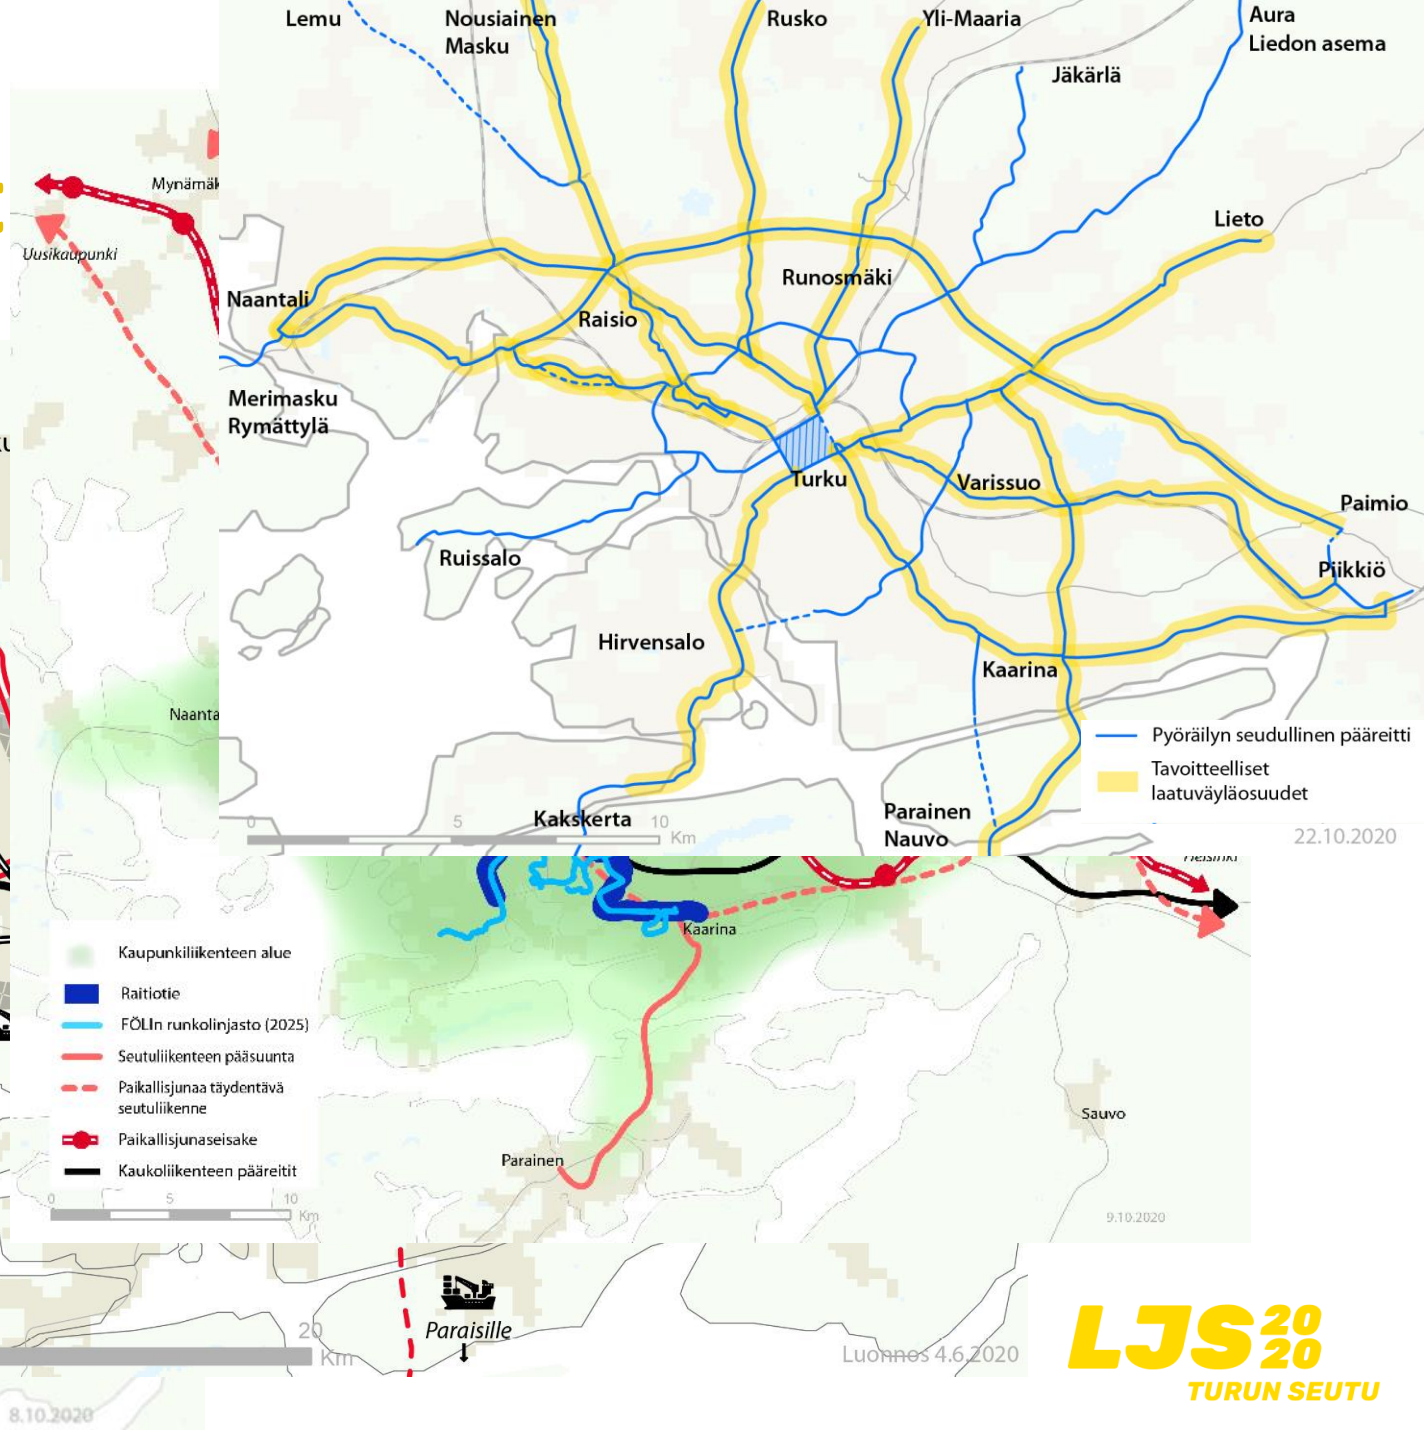 Lemu
Nousiainen
Masku
Rusko
Yli-Maaria
Aura
Liedon asema
Jäkärlä
Mynämäk
Uusikaupunki
Lieto
Naantali
Runosmäki
Raisio
Merimasku
Rymättylä
Turku
Varissuo
Paimio
Piikkiö
Ruissalo
Hirvensalo
Kaarina
Naanta
Pyöräilyn seudullinen pääreitti
Tavoitteelliset
laatuväyläosuudet
22.10.2020
Kakskerta
Parainen
Nauvo
0 5 10
Km
Helsinki
Kaarina
Kaupunkiliikenteen alue
Raitiotie
FÖLIn runkolinjasto (2025)
Seutuliikenteen pääsuunta
Paikallisjunaa täydentävä
seutuliikenne
Paikallisjunaseisake
Kaukoliikenteen pääreitit
0 5 10
Km
Sauvo
Parainen
9.10.2020
20
Km
Paraisille
Luonnos 4.6.2020
LJS 20
20
TURUN SEUTU
8.10.2020